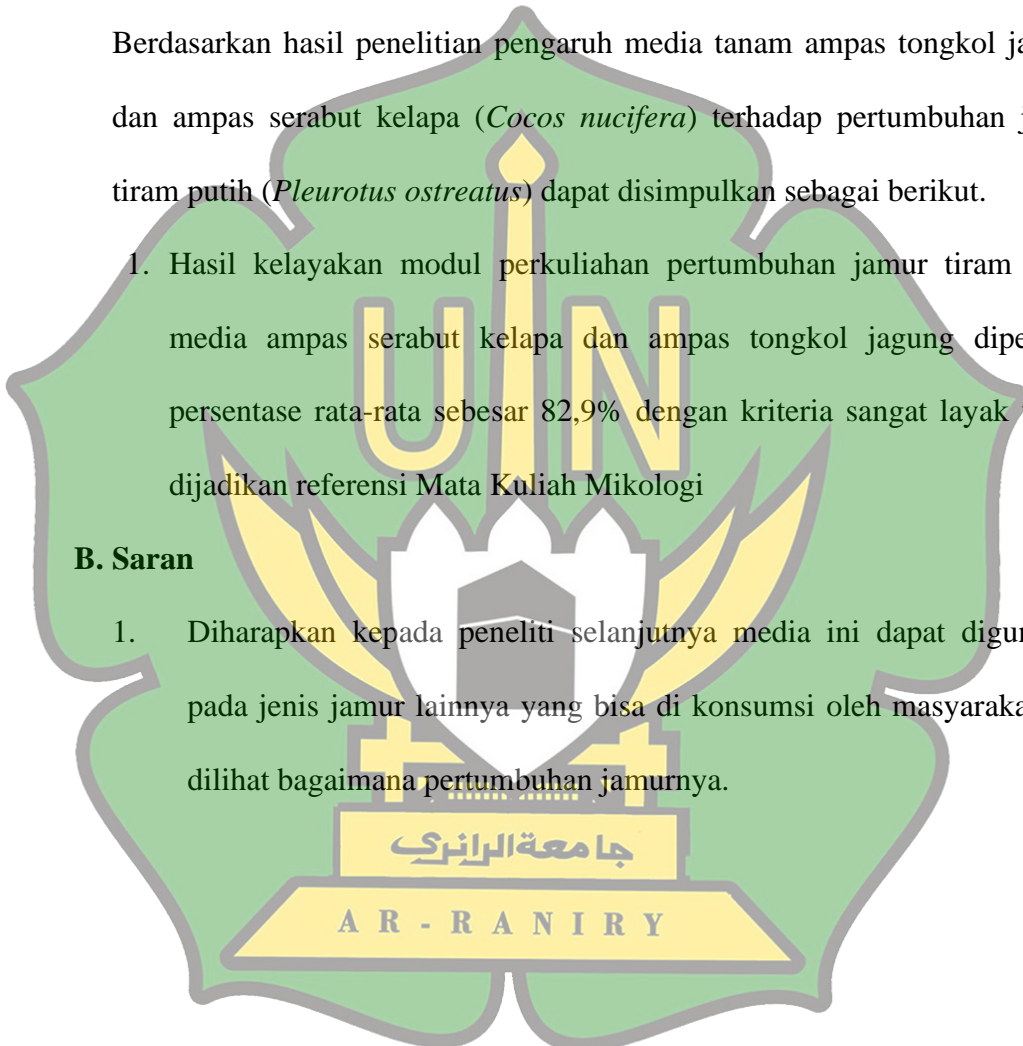 Berdasarkan hasil penelitian pengaruh media tanam ampas tongkol
dan ampas serabut kelapa (Cocos nucifera) terhadap pertumbuhan
tiram putih (Pleurotus ostreatus) dapat disimpulkan sebagai berikut.
1. Hasil kelayakan modul perkuliahan pertumbuhan jamur tiram
media ampas serabut kelapa dan ampas tongkol jagung
persentase rata-rata sebesar 82,9% dengan kriteria sangat layak
dijadikan referensi Mata Kuliah Mikologi
B. Saran
1. Diharapkan kepada peneliti selanjutnya media ini dapat
pada jenis jamur lainnya yang bisa di konsumsi oleh
dilihat bagaimana pertumbuhan jamurnya.
UIN
جامعة الرانري
AR-RANIRY